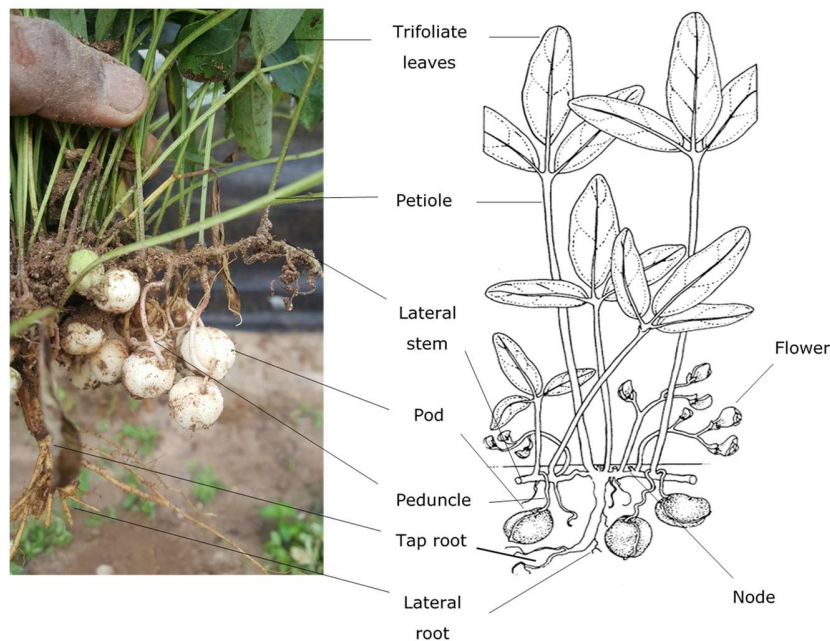 Trifoliate
leaves
Petiole
Lateral
stem
Flower
Pod
Peduncle
Tap root
Node
Lateral
root